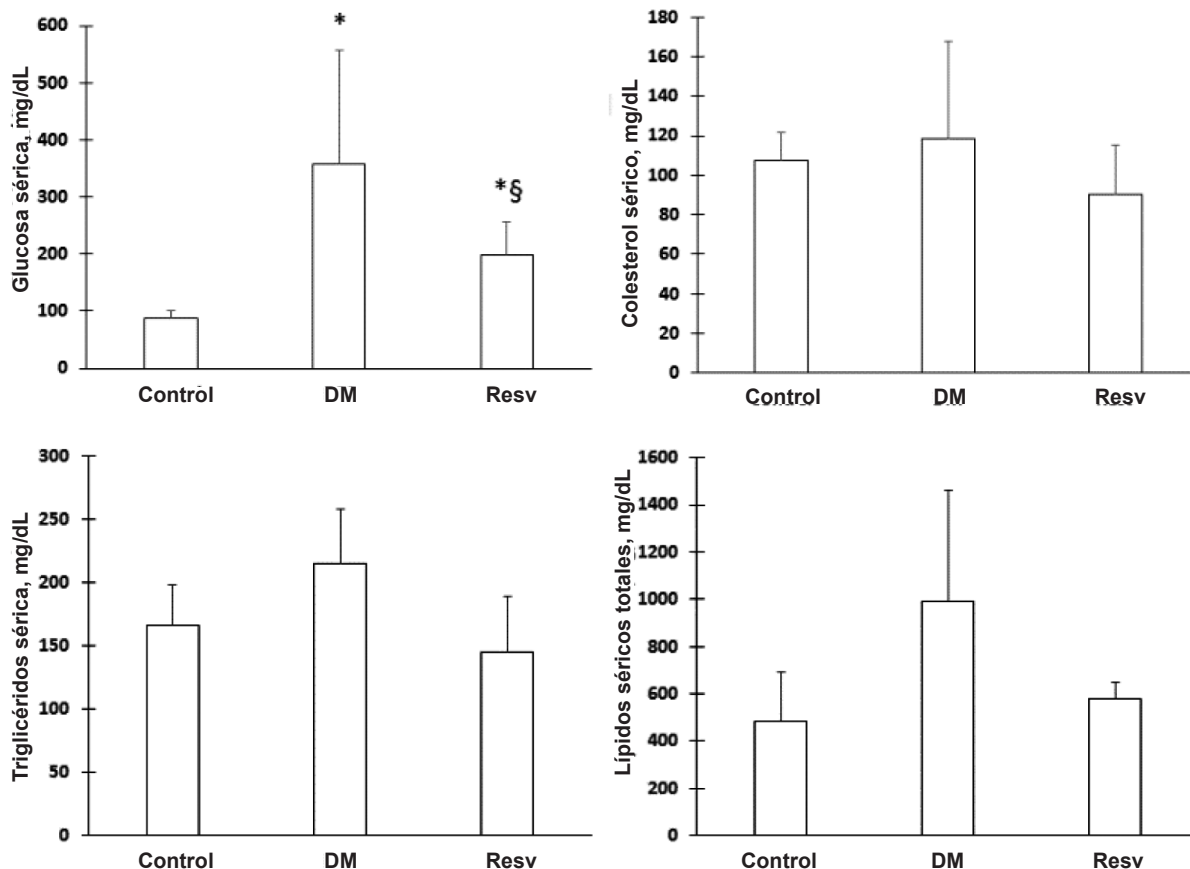 Glucosa sérica, mg/dL
600
500
400
300
200
100
0
*
*§
Control
DM
Resv
Colesterol sérico, mg/dL
180
160
140
120
100
80
60
40
20
0
Control
DM
Resv
Triglicéridos sérica, mg/dL
300
250
200
150
100
50
0
Control
DM
Resv
Lípidos séricos totales, mg/dL
1600
1400
1200
1000
800
600
400
200
0
Control
DM
Resv